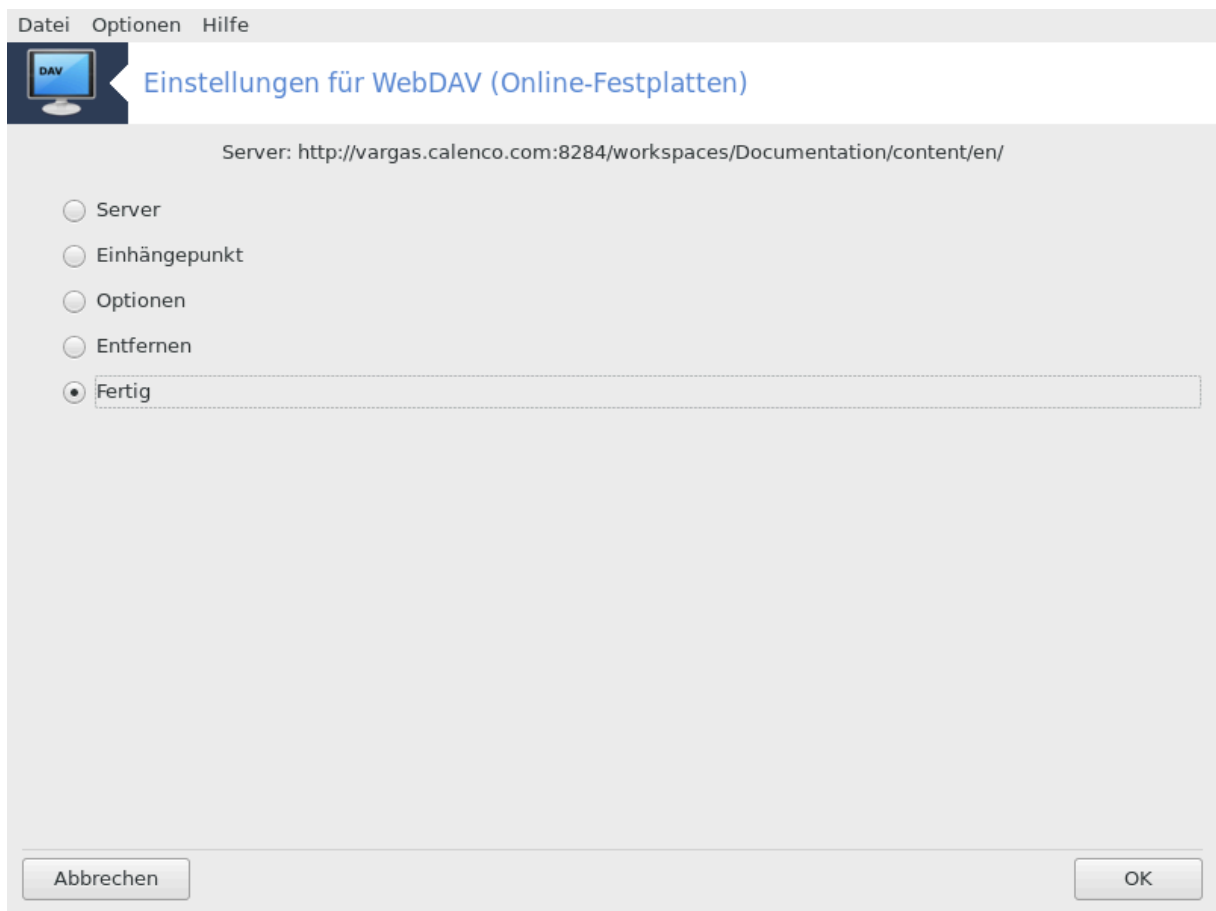 Datei Optionen Hilfe
DAV
Einstellungen für WebDAV (Online-Festplatten)
Server: http://vargas.calenco.com:8284/workspaces/Documentation/content/en/
Server
Einhängepunkt
Optionen
Entfernen
Fertig
Abbrechen OK